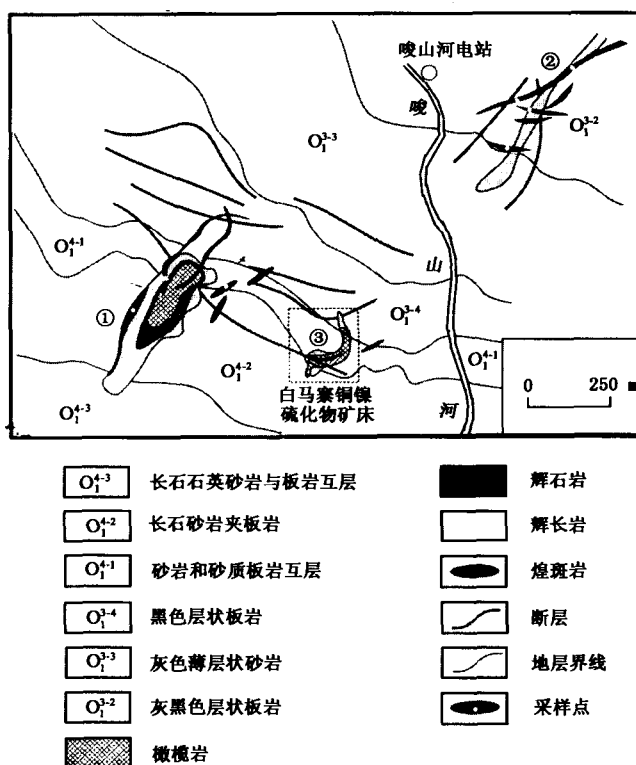 唆山河电站
②
唆
O₁³⁻²
O₁³⁻³
O₁⁴⁻¹
山
①
③
O₁³⁻⁴
O₁⁴⁻²
O₁⁴⁻¹
白马寨铜镍
硫化物矿床
河
O₁⁴⁻³
0 250 m
O₁⁴⁻³ 长石石英砂岩与板岩互层
O₁⁴⁻² 长石砂岩夹板岩
O₁⁴⁻¹ 砂岩和砂质板岩互层
O₁³⁻⁴ 黑色层状板岩
O₁³⁻³ 灰色薄层状砂岩
O₁³⁻² 灰黑色层状板岩
橄榄岩
辉石岩
辉长岩
煌斑岩
断层
地层界线
采样点